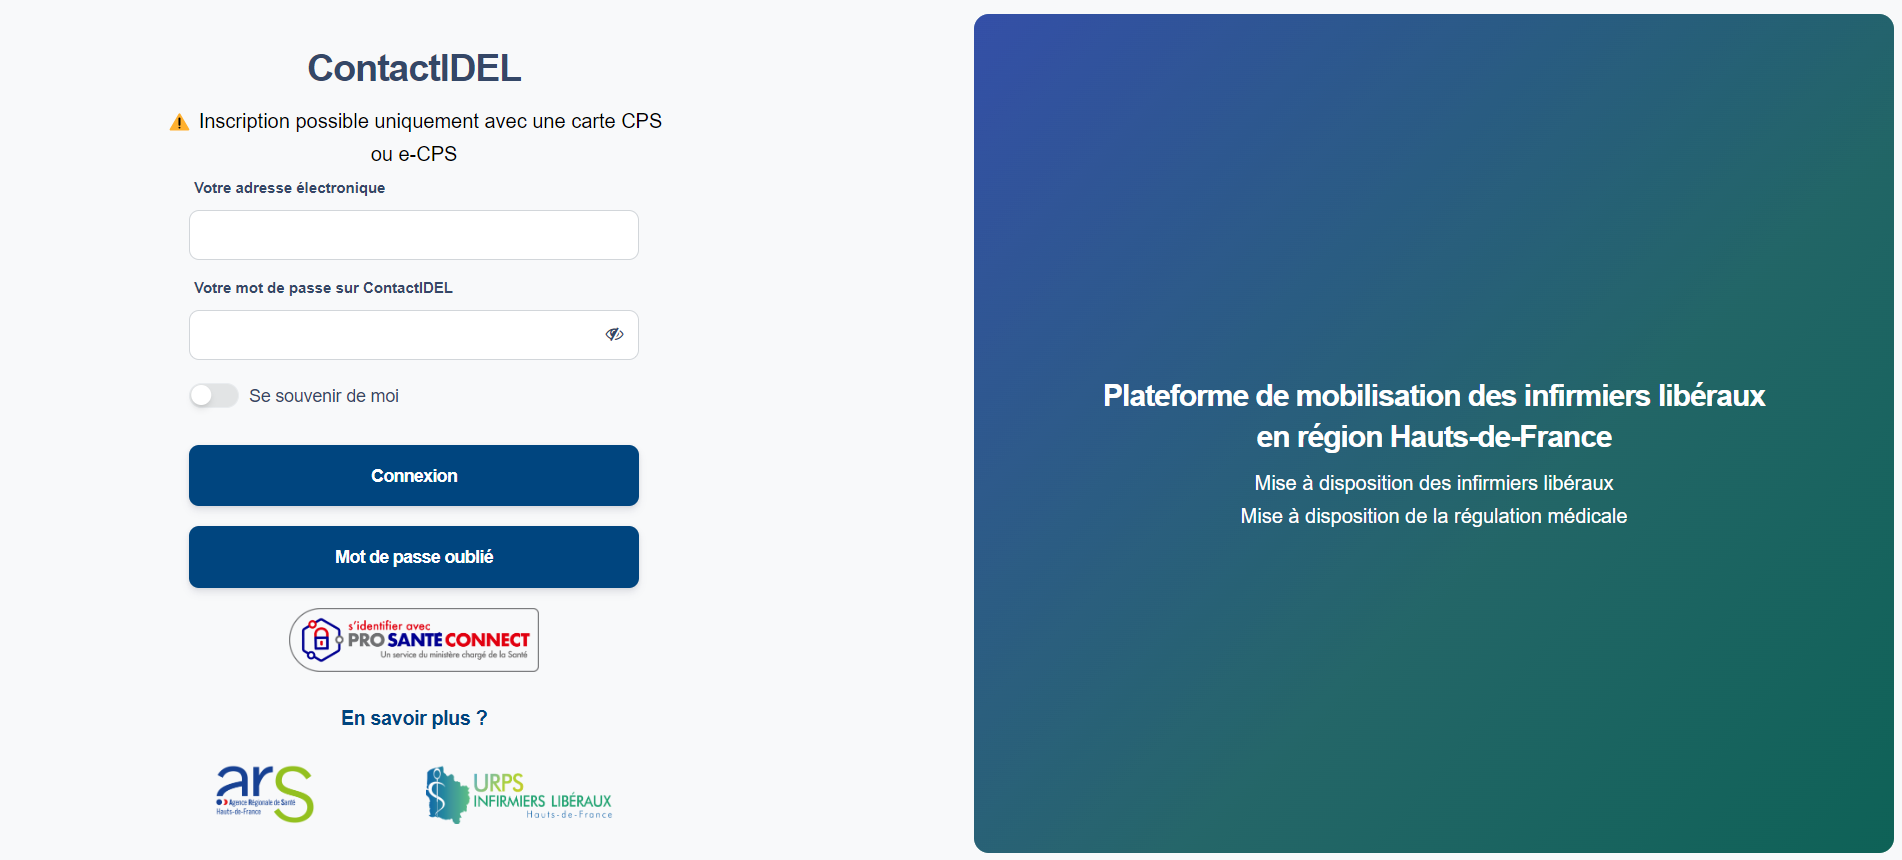 ContactIDEL
Inscription possible uniquement avec une carte CPS
ou e-CPS
Votre adresse électronique
Votre mot de passe sur ContactIDEL
Se souvenir de moi
Connexion
Mot de passe oublié
s'identifier avec
PRO SANTÉ CONNECT
Un service du ministère chargé de la Santé
En savoir plus ?
ars
Agence Régionale de Santé
Hauts-de-France
URPS
INFIRMIERS LIBÉRAUX
Hauts-de-France
Plateforme de mobilisation des infirmiers libéraux
en région Hauts-de-France
Mise à disposition des infirmiers libéraux
Mise à disposition de la régulation médicale